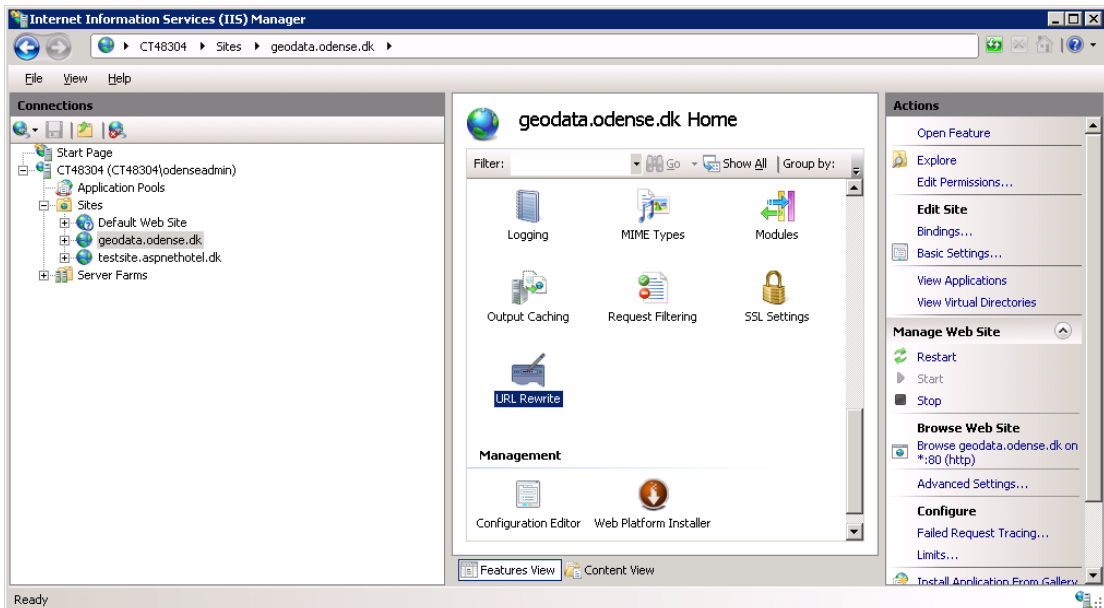 Internet Information Services (IIS) Manager
CT48304 Sites geodata.odense.dk
File View Help
Connections
Start Page
CT48304 (CT48304\odenseadmin)
Application Pools
Sites
Default Web Site
geodata.odense.dk
testsite.aspnethotel.dk
Server Farms
geodata.odense.dk Home
Filter: Go Show All Group by:
Logging MIME Types Modules
Output Caching Request Filtering SSL Settings
URL Rewrite
Management
Configuration Editor Web Platform Installer
Features View Content View
Actions
Open Feature
Explore
Edit Permissions...
Edit Site
Bindings...
Basic Settings...
View Applications
View Virtual Directories
Manage Web Site
Restart
Start
Stop
Browse Web Site
Browse geodata.odense.dk on
*:80 (http)
Advanced Settings...
Configure
Failed Request Tracing...
Limits...
Install Application From Gallery
Ready